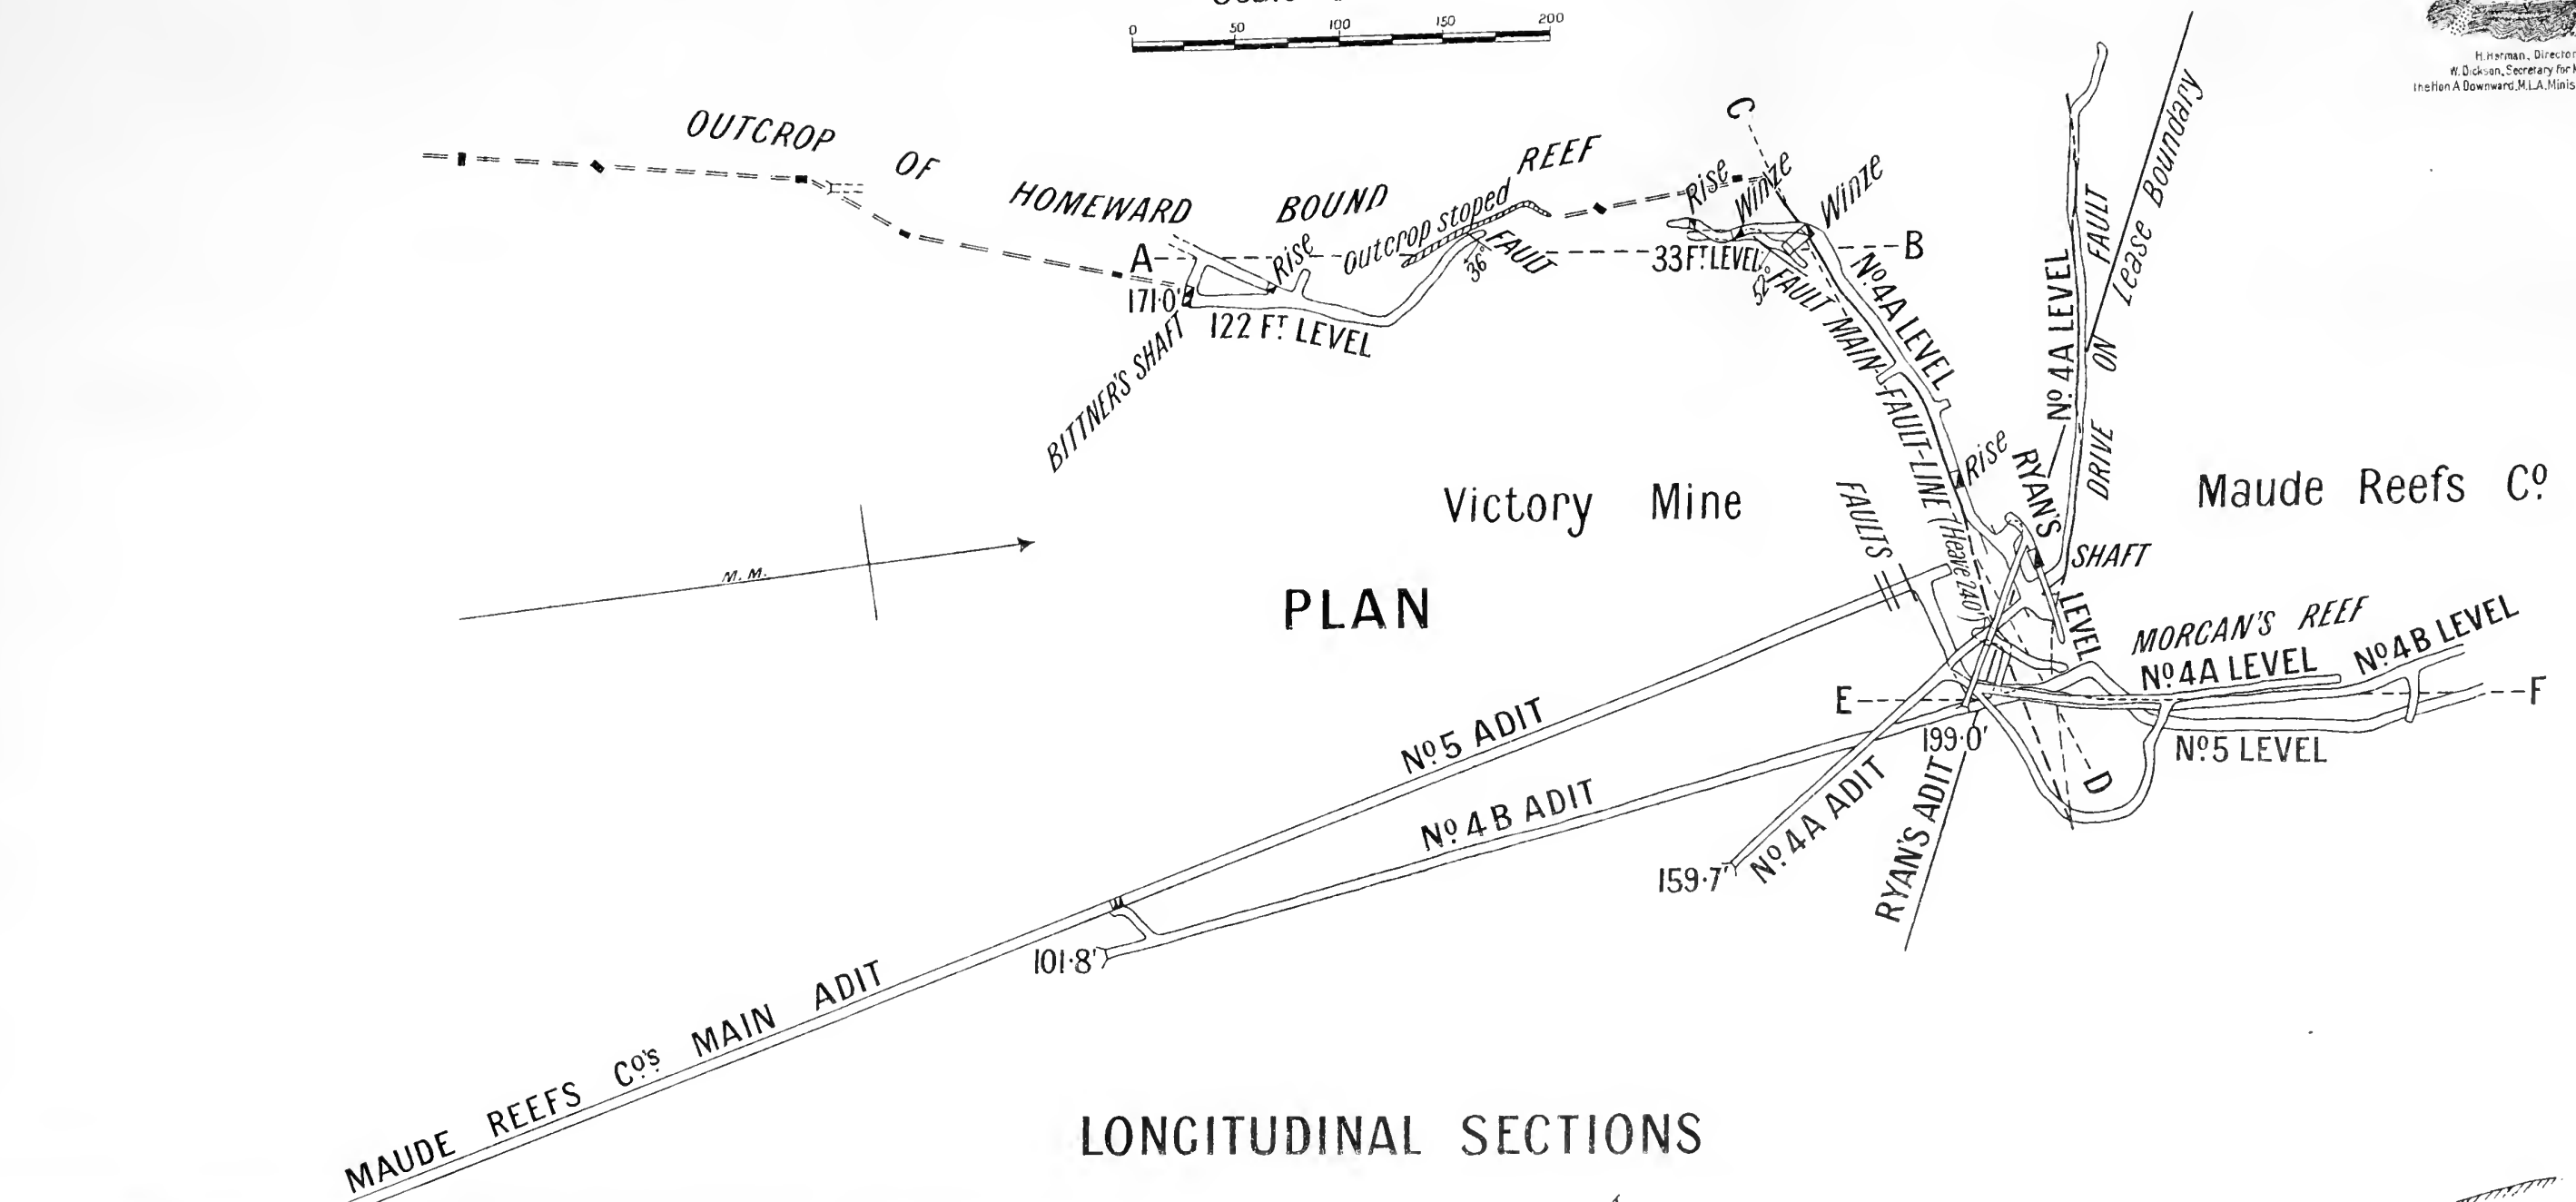 0 50 100 150 200
H. Herman, Director
W. Dickson, Secretary for
The Hon A Downward, M.L.A, Minis
OUTCROP OF HOMEWARD BOUND REEF
C
Rise
Winze
Winze
A
Rise
Outcrop stoped
36°
FAULT
33 FT LEVEL
52°
FAULT
B
171·0'
122 FT LEVEL
BITTNER'S SHAFT
Nº 4A LEVEL
MAIN FAULT-LINE (Heave 240')
Rise
Nº 4A LEVEL
DRIVE ON FAULT
Lease Boundary
Victory Mine
Maude Reefs Cº
FAULTS
RYAN'S SHAFT
LEVEL
M. M.
PLAN
MORGAN'S REEF
Nº 4A LEVEL
Nº 4B LEVEL
E
F
199·0'
Nº 5 LEVEL
D
Nº 5 ADIT
Nº 4B ADIT
Nº 4A ADIT
159·7'
RYAN'S ADIT
101·8'
MAUDE REEFS Cº'S MAIN ADIT
LONGITUDINAL SECTIONS